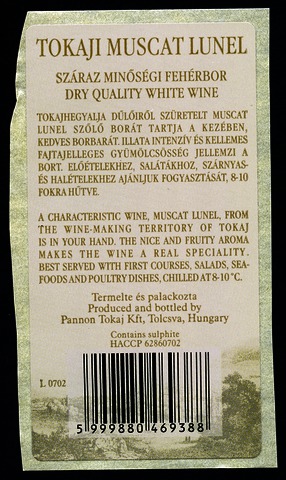 TOKAJI MUSCAT LUNEL
SZÁRAZ MINŐSÉGI FEHÉRBOR
DRY QUALITY WHITE WINE
TOKAJHEGYALJA DŰLŐIRŐL SZÜRETELT MUSCAT
LUNEL SZŐLŐ BORÁT TARTJA A KEZÉBEN,
KEDVES BORBARÁT. ILLATA INTENZÍV ÉS KELLEMES
FAJTAJELLEGES GYÜMÖLCSÖSSÉG JELLEMZI A
BORT. ELŐÉTELEKHEZ, SALÁTÁKHOZ, SZÁRNYAS-
ÉS HALÉTELEKHEZ AJÁNLJUK FOGYASZTÁSÁT, 8-10
FOKRA HŰTVE.
A CHARACTERISTIC WINE, MUSCAT LUNEL, FROM
THE WINE-MAKING TERRITORY OF TOKAJ
IS IN YOUR HAND. THE NICE AND FRUITY AROMA
MAKES THE WINE A REAL SPECIALITY.
BEST SERVED WITH FIRST COURSES, SALADS, SEA-
FOODS AND POULTRY DISHES, CHILLED AT 8-10 °C.
Termelte és palackozta
Produced and bottled by
Pannon Tokaj Kft, Tolcsva, Hungary
Contains sulphite
HACCP 62860702
L 0702
5 999880 469388